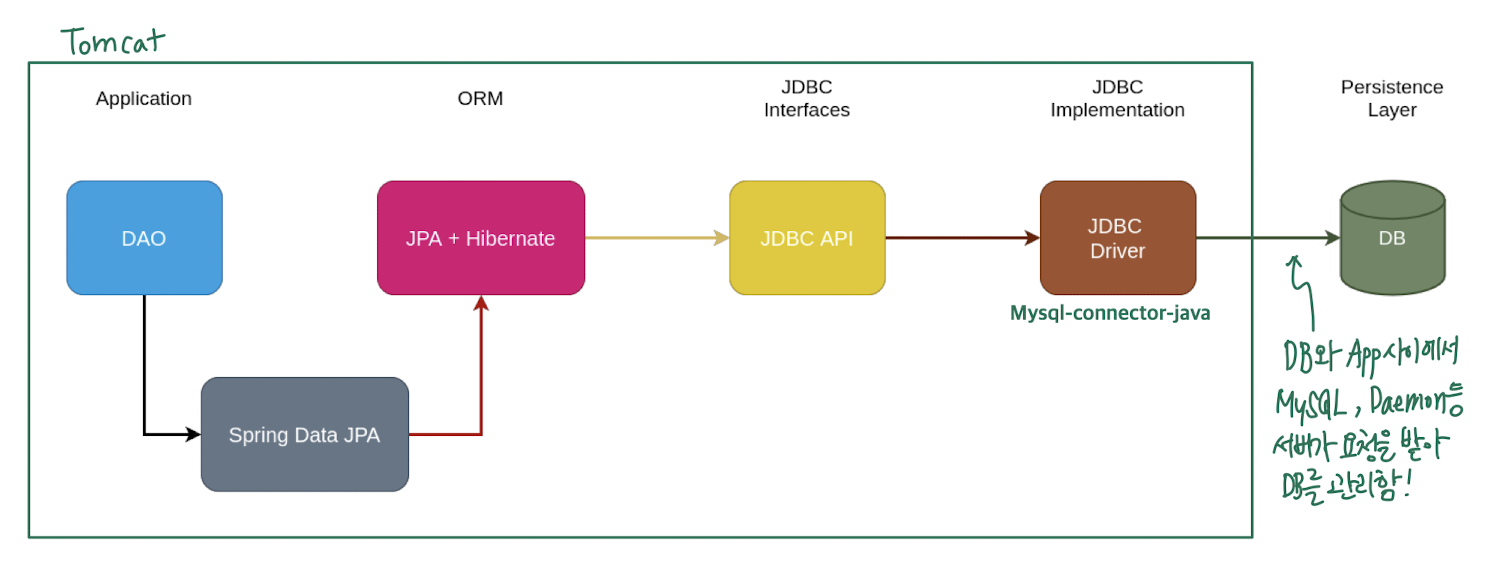 Tomcat
Application
ORM
JDBC
Interfaces
JDBC
Implementation
Persistence
Layer
DAO
JPA + Hibernate
JDBC API
JDBC
Driver
DB
Mysql-connector-java
Spring Data JPA
DB와 App사이에서
MySQL, Daemon등
서버가 요청을 받아
DB를 관리함!